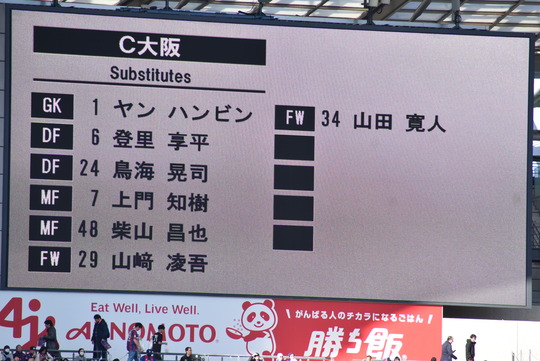 C大阪
Substitutes
GK 1 ヤン ハンビン
DF 6 登里 享平
DF 24 鳥海 晃司
MF 7 上門 知樹
MF 48 柴山 昌也
FW 29 山﨑 凌吾
FW 34 山田 寛人
Eat Well, Live Well.
AJINOMOTO
がんばる人のチカラになるごはん
勝ち飯